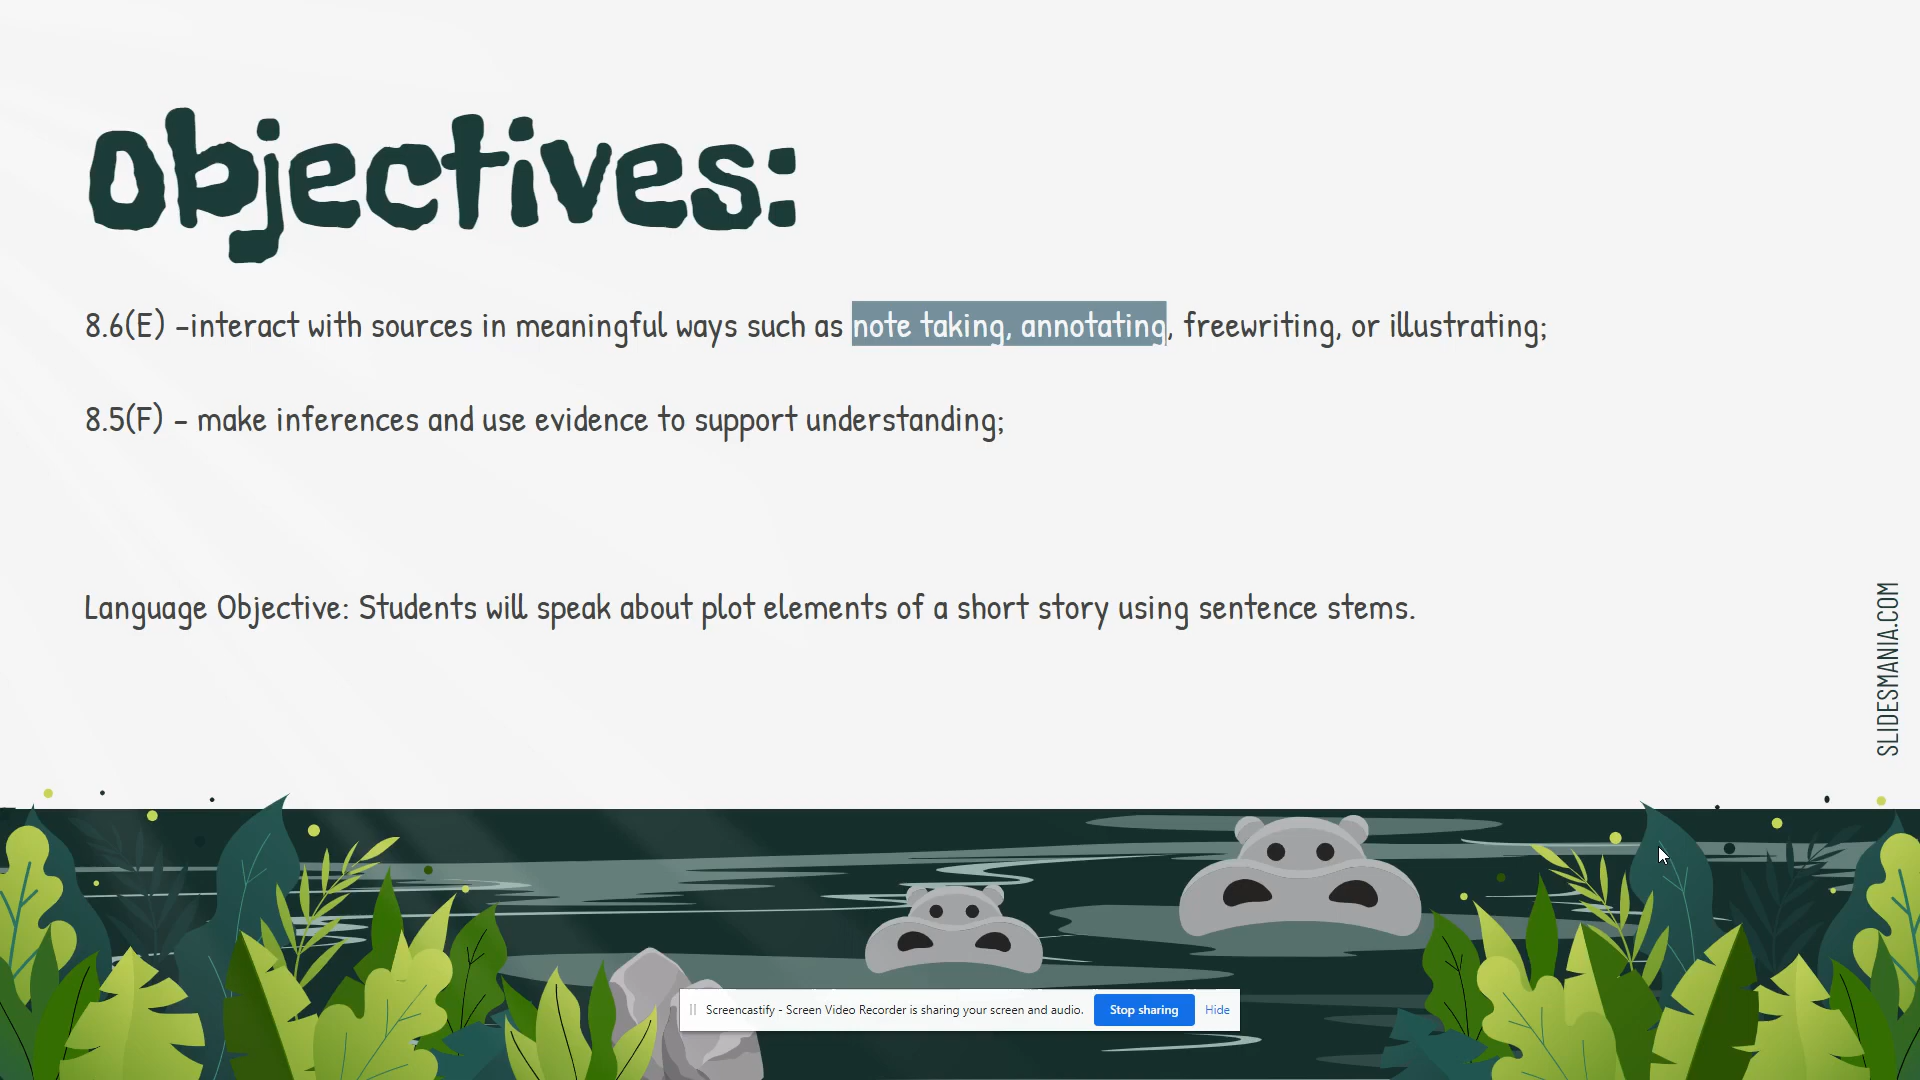 Objectives:
8.6(E) -interact with sources in meaningful ways such as note taking, annotating, freewriting, or illustrating;
8.5(F) - make inferences and use evidence to support understanding;
Language Objective: Students will speak about plot elements of a short story using sentence stems.
SLIDESMANIA.COM
Screencastify - Screen Video Recorder is sharing your screen and audio. Stop sharing Hide